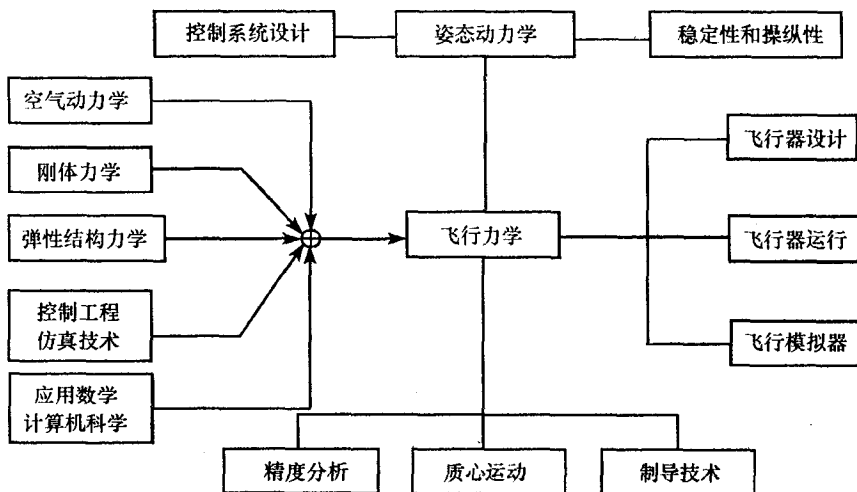 控制系统设计
姿态动力学
稳定性和操纵性
空气动力学
刚体力学
弹性结构力学
控制工程
仿真技术
应用数学
计算机科学
飞行力学
飞行器设计
飞行器运行
飞行模拟器
精度分析
质心运动
制导技术